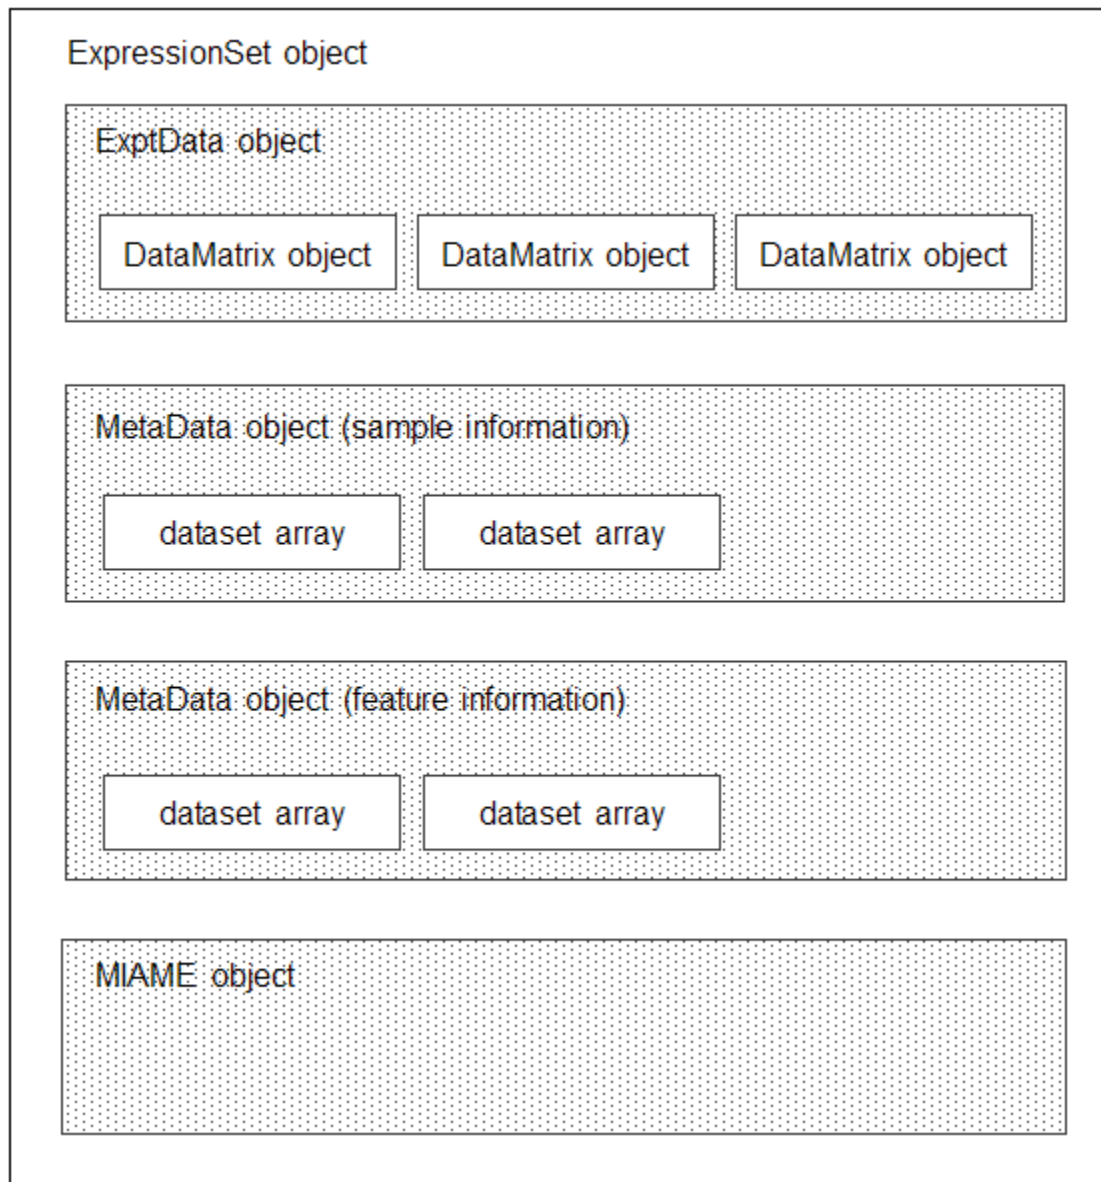 ExpressionSet object
ExptData object
DataMatrix object DataMatrix object DataMatrix object
MetaData object (sample information)
dataset array dataset array
MetaData object (feature information)
dataset array dataset array
MIAME object